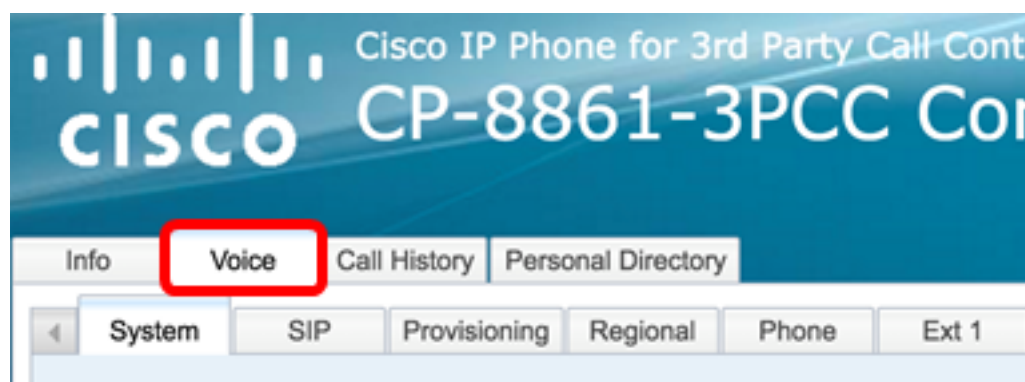 Cisco IP Phone for 3rd Party Call Cont
CISCO CP-8861-3PCC Cor
Info Voice Call History Personal Directory
System SIP Provisioning Regional Phone Ext 1